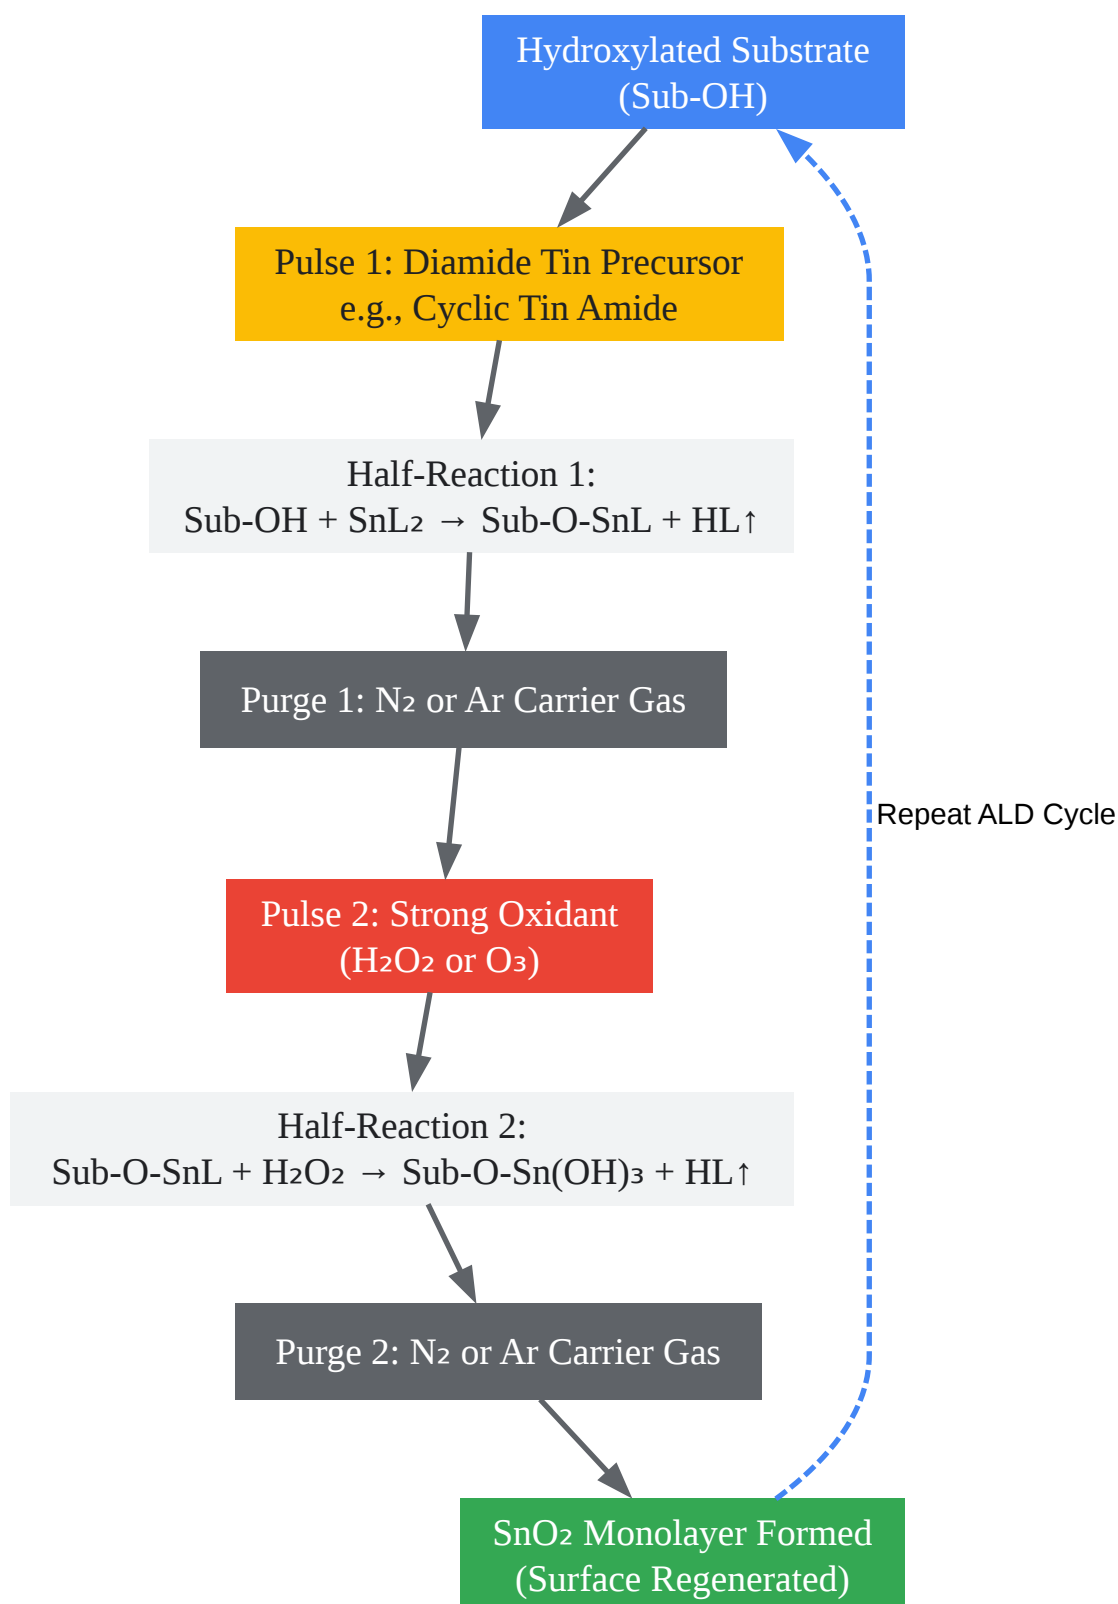 Hydroxylated Substrate
(Sub-OH)
Pulse 1: Diamide Tin Precursor
e.g., Cyclic Tin Amide
Half-Reaction 1:
Sub-OH + SnL₂ → Sub-O-SnL + HL↑
Purge 1: N₂ or Ar Carrier Gas
Repeat ALD Cycle
Pulse 2: Strong Oxidant
(H₂O₂ or O₃)
Half-Reaction 2:
Sub-O-SnL + H₂O₂ → Sub-O-Sn(OH)₃ + HL↑
Purge 2: N₂ or Ar Carrier Gas
SnO₂ Monolayer Formed
(Surface Regenerated)